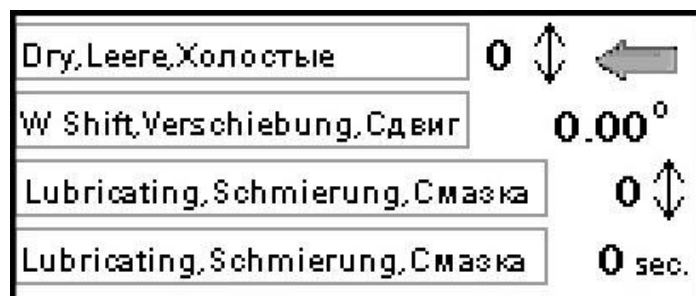 Dry,Leere,Холостые 0
W Shift,Verschiebung,Сдвиг 0.00°
Lubricating,Schmierung,Смазка 0
Lubricating,Schmierung,Смазка 0 sec.